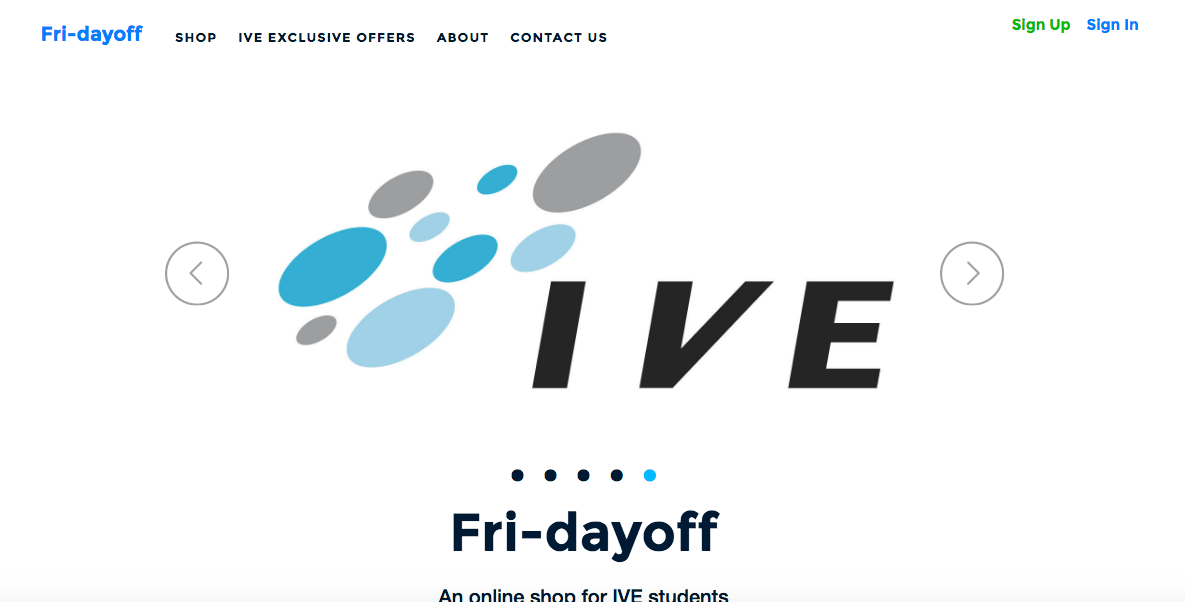 Fri-dayoff SHOP IVE EXCLUSIVE OFFERS ABOUT CONTACT US Sign Up Sign In
IVE
Fri-dayoff
An online shop for IVE students